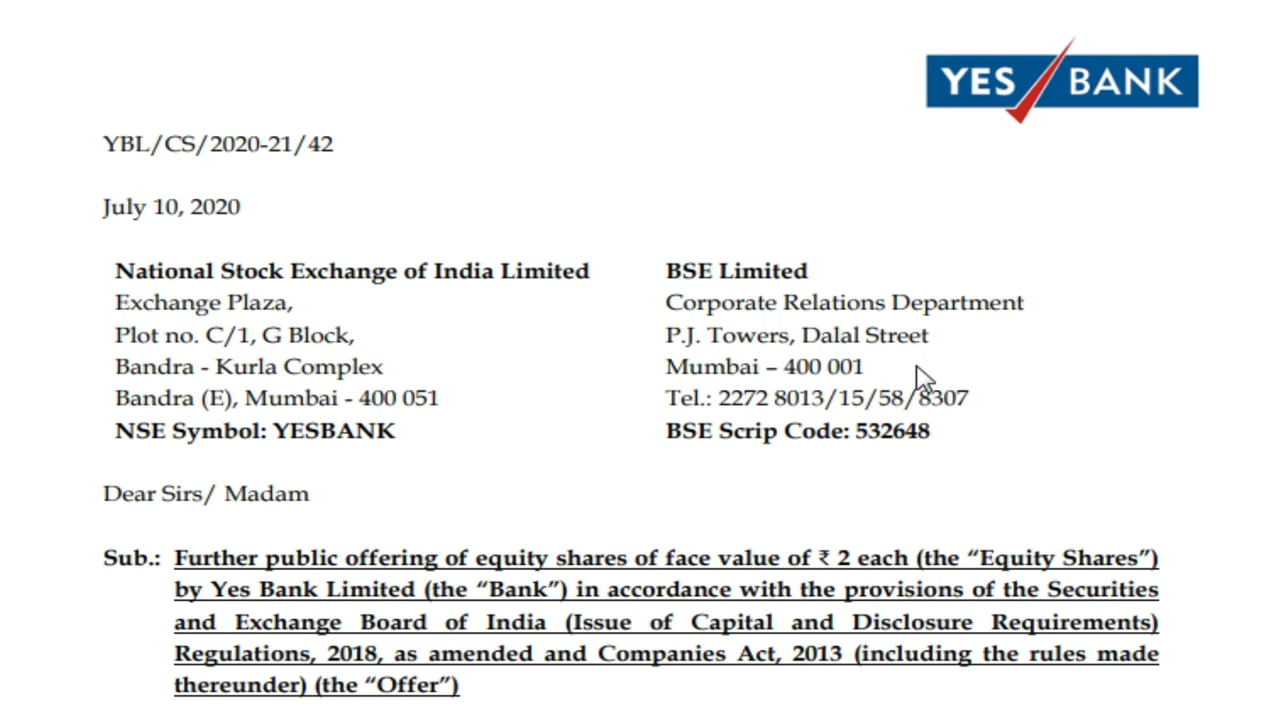 YES BANK
YBL/CS/2020-21/42
July 10, 2020
National Stock Exchange of India Limited
Exchange Plaza,
Plot no. C/1, G Block,
Bandra - Kurla Complex
Bandra (E), Mumbai - 400 051
NSE Symbol: YESBANK
BSE Limited
Corporate Relations Department
P.J. Towers, Dalal Street
Mumbai – 400 001
Tel.: 2272 8013/15/58/8307
BSE Scrip Code: 532648
Dear Sirs/ Madam
Sub.: Further public offering of equity shares of face value of ₹ 2 each (the “Equity Shares”)
by Yes Bank Limited (the “Bank”) in accordance with the provisions of the Securities
and Exchange Board of India (Issue of Capital and Disclosure Requirements)
Regulations, 2018, as amended and Companies Act, 2013 (including the rules made
thereunder) (the “Offer”)